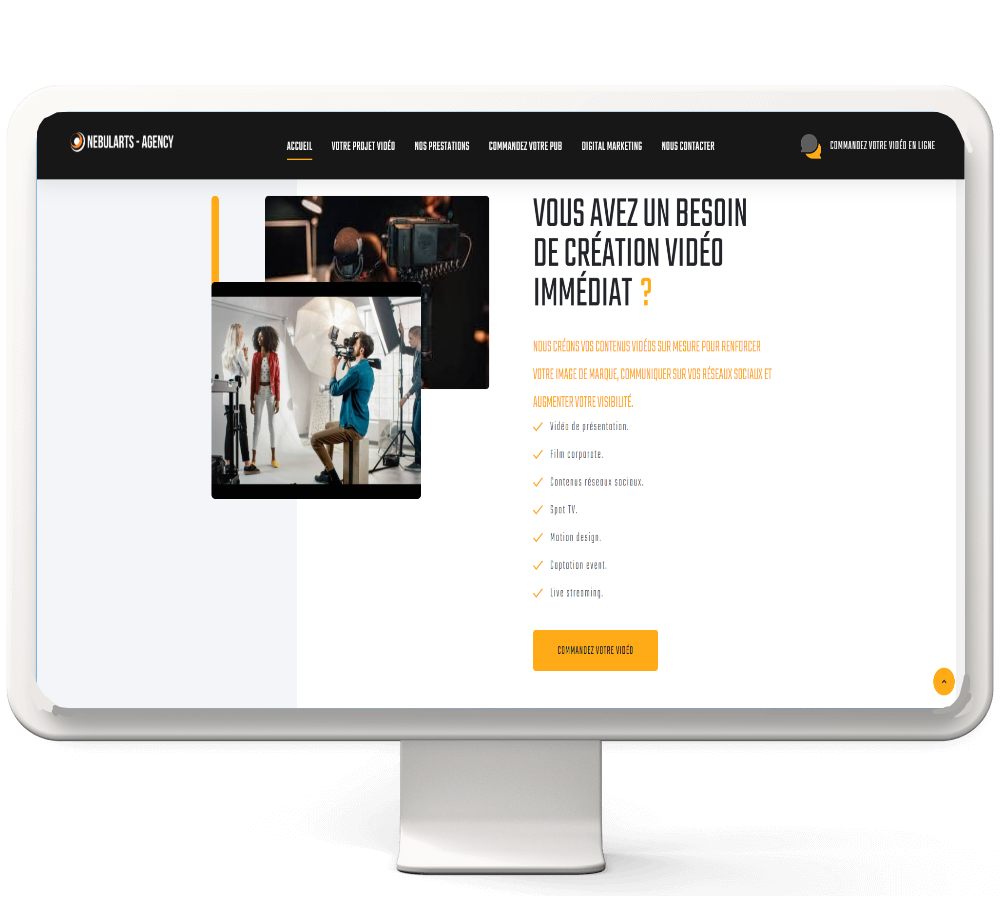 NEBULARTS - AGENCY
ACCUEIL
VOTRE PROJET VIDÉO
NOS PRESTATIONS
COMMANDEZ VOTRE PUB
DIGITAL MARKETING
NOUS CONTACTER
COMMANDEZ VOTRE VIDÉO EN LIGNE
VOUS AVEZ UN BESOIN
DE CRÉATION VIDÉO
IMMÉDIAT ?
NOUS CRÉONS VOS CONTENUS VIDÉOS SUR MESURE POUR RENFORCER
VOTRE IMAGE DE MARQUE, COMMUNIQUER SUR VOS RÉSEAUX SOCIAUX ET
AUGMENTER VOTRE VISIBILITÉ.
Vidéo de présentation.
Film corporate.
Contenus réseaux sociaux.
Spot TV.
Motion design.
Captation event.
Live streaming.
COMMANDEZ VOTRE VIDÉO